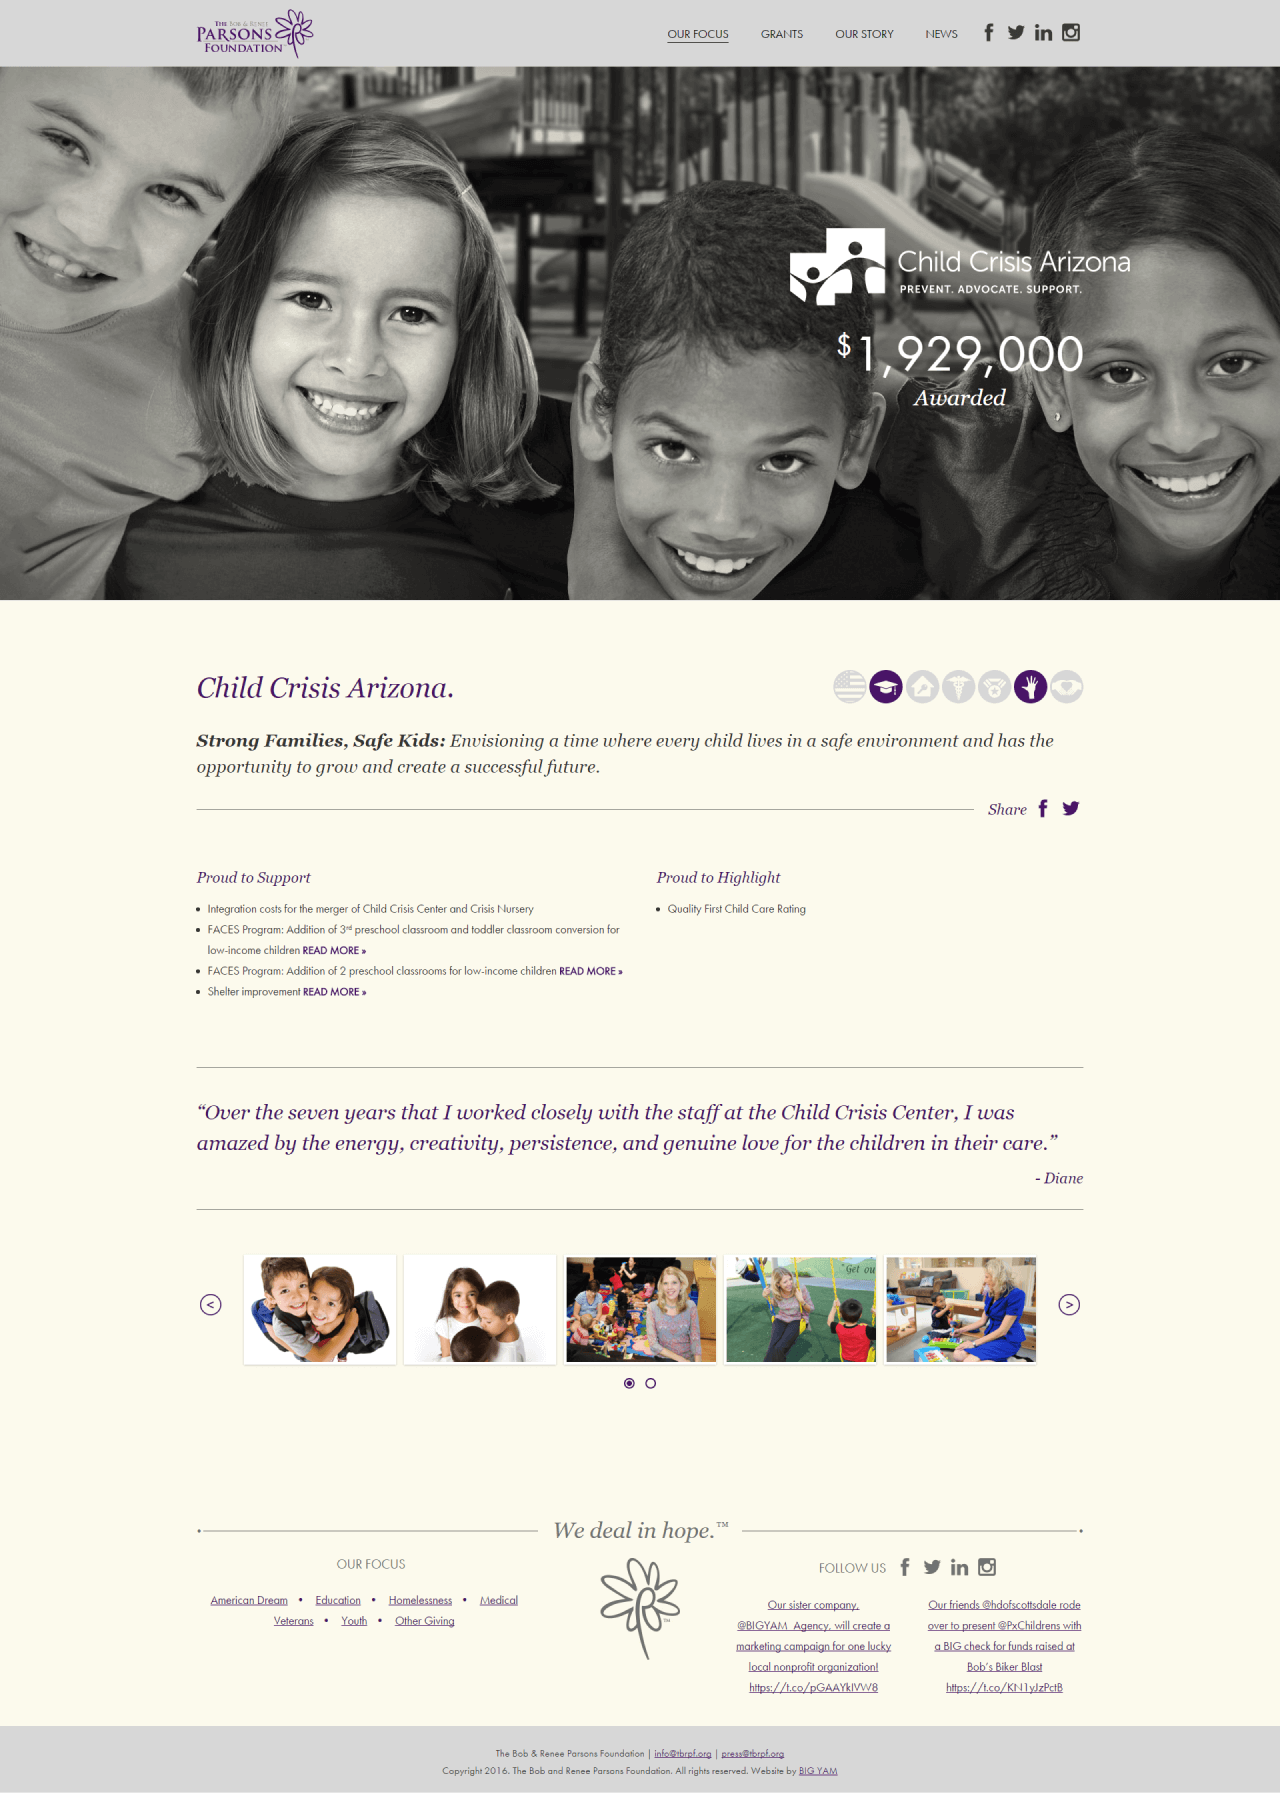 THE BOB & RENEE
PARSONS
FOUNDATION
OUR FOCUS GRANTS OUR STORY NEWS
Child Crisis Arizona
PREVENT. ADVOCATE. SUPPORT.
$1,929,000
Awarded
Child Crisis Arizona.
Strong Families, Safe Kids: Envisioning a time where every child lives in a safe environment and has the
opportunity to grow and create a successful future.
Share
Proud to Support
• Integration costs for the merger of Child Crisis Center and Crisis Nursery
• FACES Program: Addition of 3rd preschool classroom and toddler classroom conversion for
low-income children READ MORE »
• FACES Program: Addition of 2 preschool classrooms for low-income children READ MORE »
• Shelter improvement READ MORE »
Proud to Highlight
• Quality First Child Care Rating
“Over the seven years that I worked closely with the staff at the Child Crisis Center, I was
amazed by the energy, creativity, persistence, and genuine love for the children in their care.”
- Diane
< >
"Get ou
We deal in hope.™
OUR FOCUS
American Dream • Education • Homelessness • Medical
Veterans • Youth • Other Giving
™
FOLLOW US
Our sister company,
@BIGYAM_Agency, will create a
marketing campaign for one lucky
local nonprofit organization!
https://t.co/pGAAYkIVW8
Our friends @hdofscottsdale rode
over to present @PxChildrens with
a BIG check for funds raised at
Bob’s Biker Blast
https://t.co/KN1yJzPctB
The Bob & Renee Parsons Foundation | info@tbrpf.org | press@tbrpf.org
Copyright 2016. The Bob and Renee Parsons Foundation. All rights reserved. Website by BIG YAM